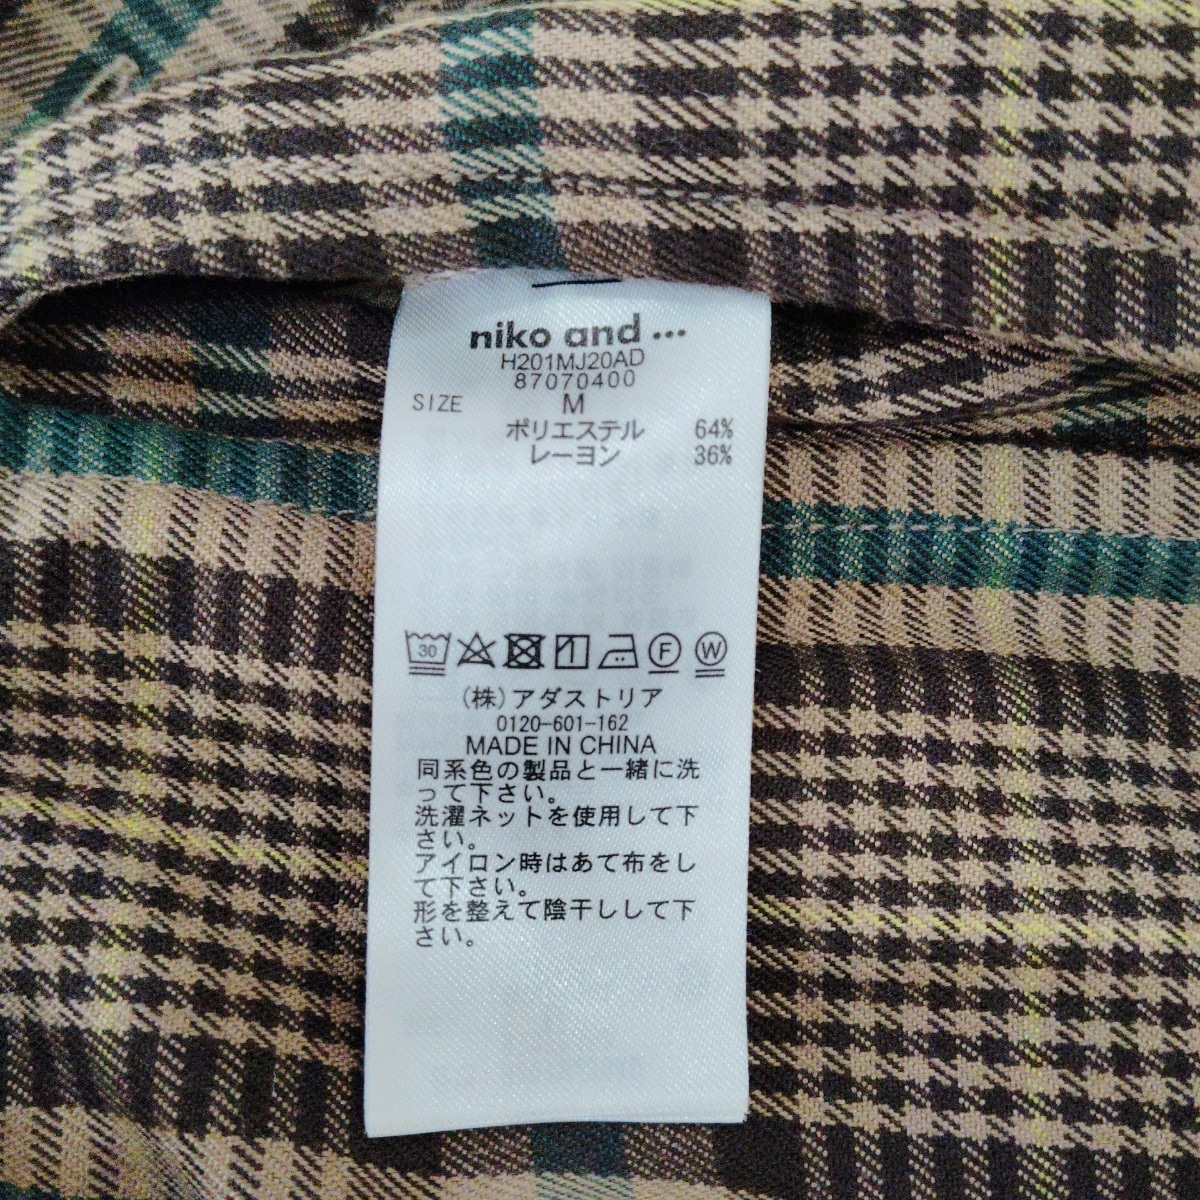 niko and ...
H201MJ20AD
87070400
SIZE M
ポリエステル 64%
レーヨン 36%
30 F W
(株)アダストリア
0120-601-162
MADE IN CHINA
同系色の製品と一緒に洗
って下さい。
洗濯ネットを使用して下
さい。
アイロン時はあて布をし
て下さい。
形を整えて陰干しして下
さい。